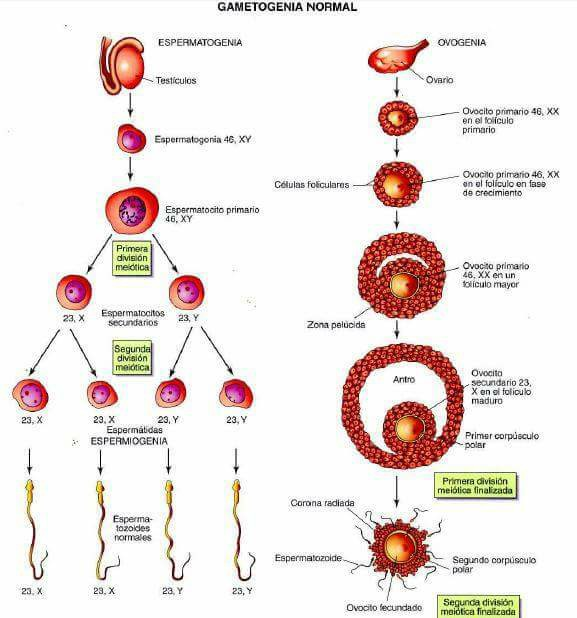 GAMETOGENIA NORMAL
ESPERMATOGENIA
Testículos
Espermatogonia 46, XY
Espermatocito primario
46, XY
Primera
división
meiótica
23, X
Espermatocitos
secundarios
23, Y
Segunda
división
meiótica
23, X
23, X
23, Y
23, Y
Espermátidas
ESPERMIOGENIA
Esperma-
tozoides
normales
23, X
23, X
23, Y
23, Y
OVOGENIA
Ovario
Ovocito primario 46, XX
en el folículo
primario
Células foliculares
Ovocito primario 46, XX
en el folículo en fase
de crecimiento
Ovocito primario
46, XX en un
folículo mayor
Zona pelúcida
Antro
Ovocito
secundario 23,
X en el folículo
maduro
Primer corpúsculo
polar
Primera división
meiótica finalizada
Corona radiada
Espermatozoide
Segundo corpúsculo
polar
Ovocito fecundado
Segunda división
meiótica finalizada